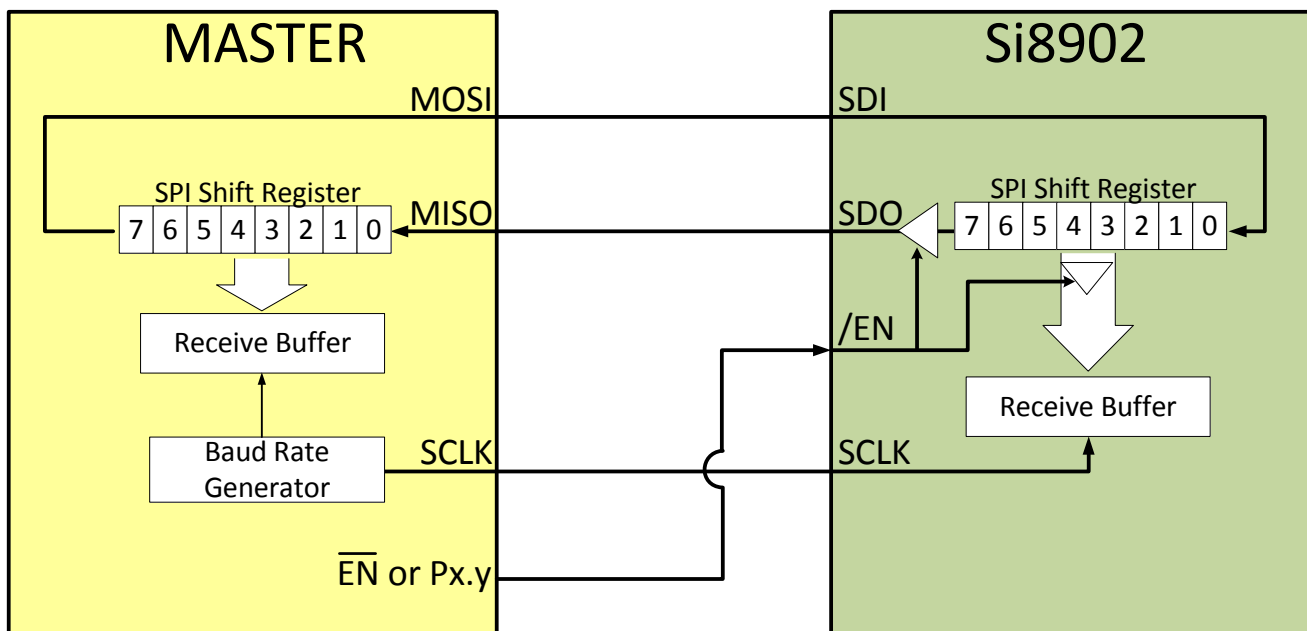 MASTER
Si8902
MOSI
SDI
SPI Shift Register
SPI Shift Register
7 6 5 4 3 2 1 0
MISO
SDO
7 6 5 4 3 2 1 0
Receive Buffer
/EN
Receive Buffer
Baud Rate
Generator
SCLK
SCLK
E̅N̅ or Px.y